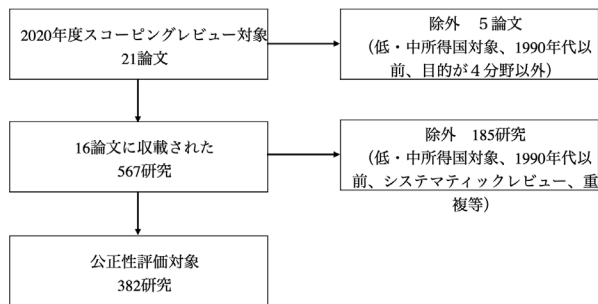 2020年度スコーピングレビュー対象
21論文
除外　５論文
（低・中所得国対象、1990年代以
前、目的が４分野以外）
16論文に収載された
567研究
除外　185研究
（低・中所得国対象、1990年代以
前、システマティックレビュー、重
複等）
公正性評価対象
382研究